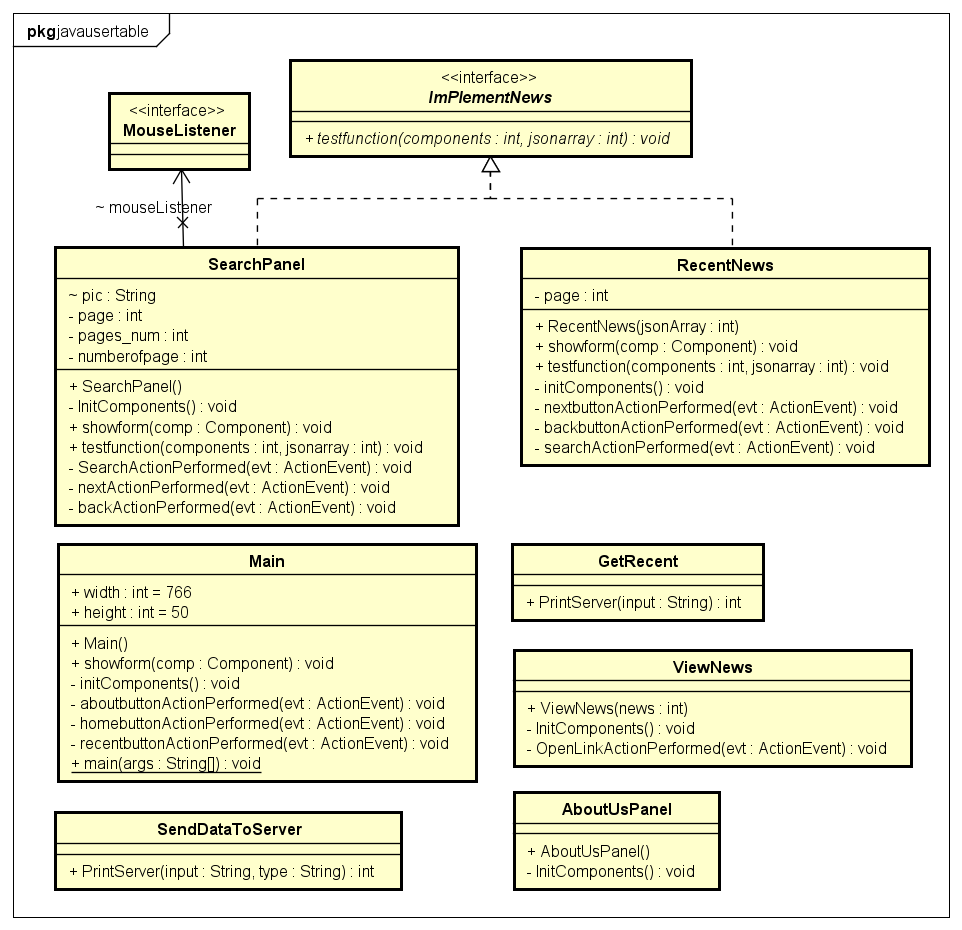 pkgjavausertable
<<interface>>
ImPlementNews
+ testfunction(components : int, jsonarray : int) : void
<<interface>>
MouseListener
~ mouseListener
SearchPanel
~ pic : String
- page : int
- pages_num : int
- numberofpage : int
+ SearchPanel()
- InitComponents() : void
+ showform(comp : Component) : void
+ testfunction(components : int, jsonarray : int) : void
- SearchActionPerformed(evt : ActionEvent) : void
- nextActionPerformed(evt : ActionEvent) : void
- backActionPerformed(evt : ActionEvent) : void
RecentNews
- page : int
+ RecentNews(jsonArray : int)
+ showform(comp : Component) : void
+ testfunction(components : int, jsonarray : int) : void
- initComponents() : void
- nextbuttonActionPerformed(evt : ActionEvent) : void
- backbuttonActionPerformed(evt : ActionEvent) : void
- searchActionPerformed(evt : ActionEvent) : void
Main
+ width : int = 766
+ height : int = 50
+ Main()
+ showform(comp : Component) : void
- initComponents() : void
- aboutbuttonActionPerformed(evt : ActionEvent) : void
- homebuttonActionPerformed(evt : ActionEvent) : void
- recentbuttonActionPerformed(evt : ActionEvent) : void
+ main(args : String[]) : void
GetRecent
+ PrintServer(input : String) : int
ViewNews
+ ViewNews(news : int)
- InitComponents() : void
- OpenLinkActionPerformed(evt : ActionEvent) : void
SendDataToServer
+ PrintServer(input : String, type : String) : int
AboutUsPanel
+ AboutUsPanel()
- InitComponents() : void